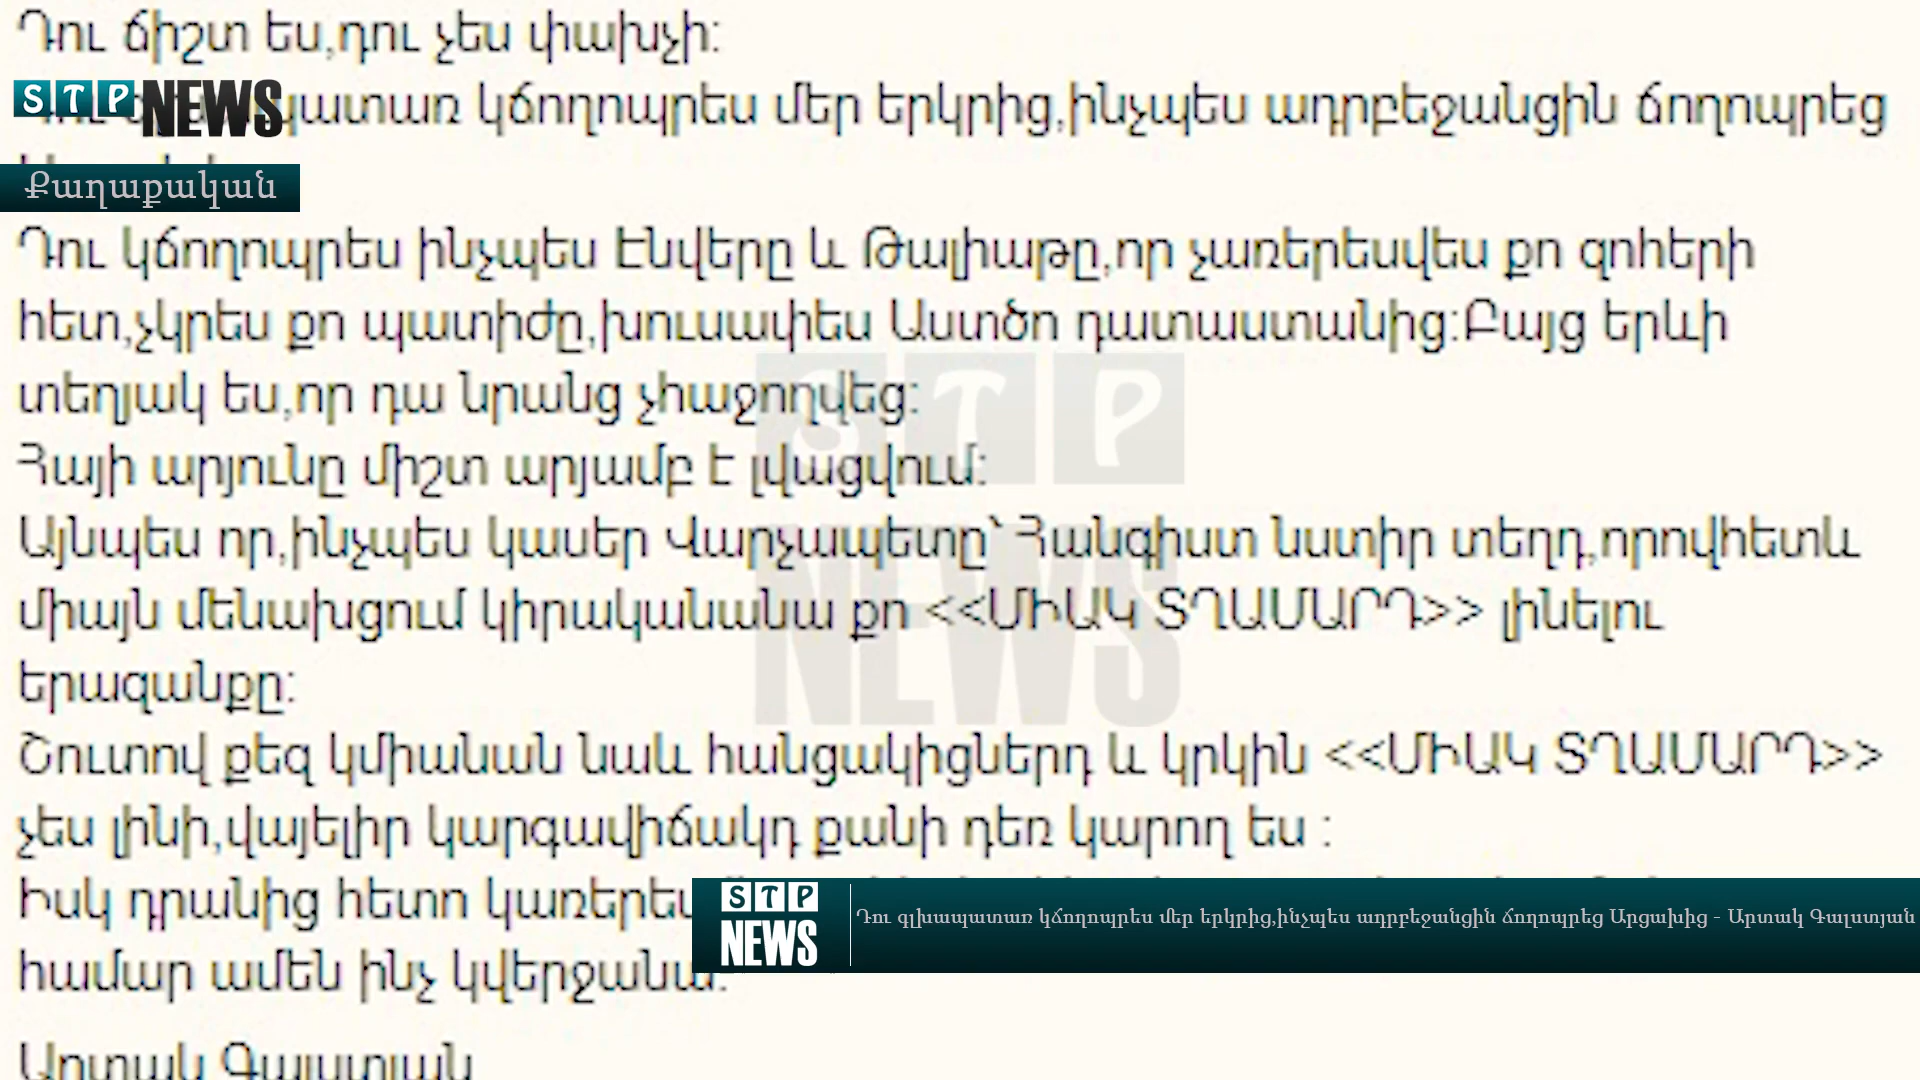 Դու ճիշտ ես,դու չես փախչի:
STP NEWS
կճողոպրես մեր երկրից,ինչպես ադրբեջանցին ճողոպրեց
Քաղաքական
Դու կճողոպրես ինչպես Էնվերը և Թալիաթը,որ չառերեսվես քո զոհերի
հետ,չկրես քո պատիժը,խուսափես Աստծո դատաստանից:Բայց երևի
տեղյակ ես,որ դա նրանց չհաջողվեց:
Հայի արյունը միշտ արյամբ է լվացվում:
Այնպես որ,ինչպես կասեր Վարչապետը՝ Հանգիստ նստիր տեղդ,որովհետև
միայն մենախցում կիրականանա քո <<ՄԻԱԿ ՏՂԱՄԱՐԴ>> լինելու
երազանքը:
Շուտով քեզ կմիանան նաև հանցակիցներդ և կրկին <<ՄԻԱԿ ՏՂԱՄԱՐԴ>>
չես լինի,վայելիր կարգավիճակդ քանի դեռ կարող ես :
Իսկ դրանից հետո
STP NEWS
Դու գլխապատառ կճողոպրես մեր երկրից,ինչպես ադրբեջանցին ճողոպրեց Արցախից - Արտակ Գալստյան
համար ամեն ինչ կվերջանա:
Արտակ Գալստյան
STP
NEWS